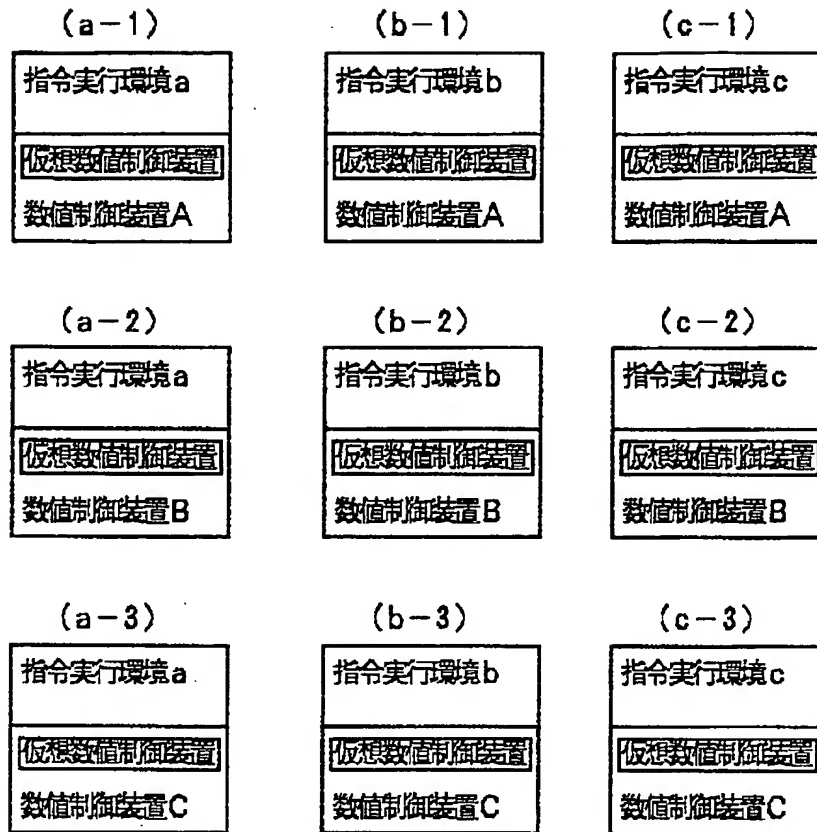 (a-1)
(b-1)
(c-1)
指令実行環境a
仮想数値制御装置
数値制御装置A
指令実行環境b
仮想数値制御装置
数値制御装置A
指令実行環境c
仮想数値制御装置
数値制御装置A
(a-2)
(b-2)
(c-2)
指令実行環境a
仮想数値制御装置
数値制御装置B
指令実行環境b
仮想数値制御装置
数値制御装置B
指令実行環境c
仮想数値制御装置
数値制御装置B
(a-3)
(b-3)
(c-3)
指令実行環境a
仮想数値制御装置
数値制御装置C
指令実行環境b
仮想数値制御装置
数値制御装置C
指令実行環境c
仮想数値制御装置
数値制御装置C